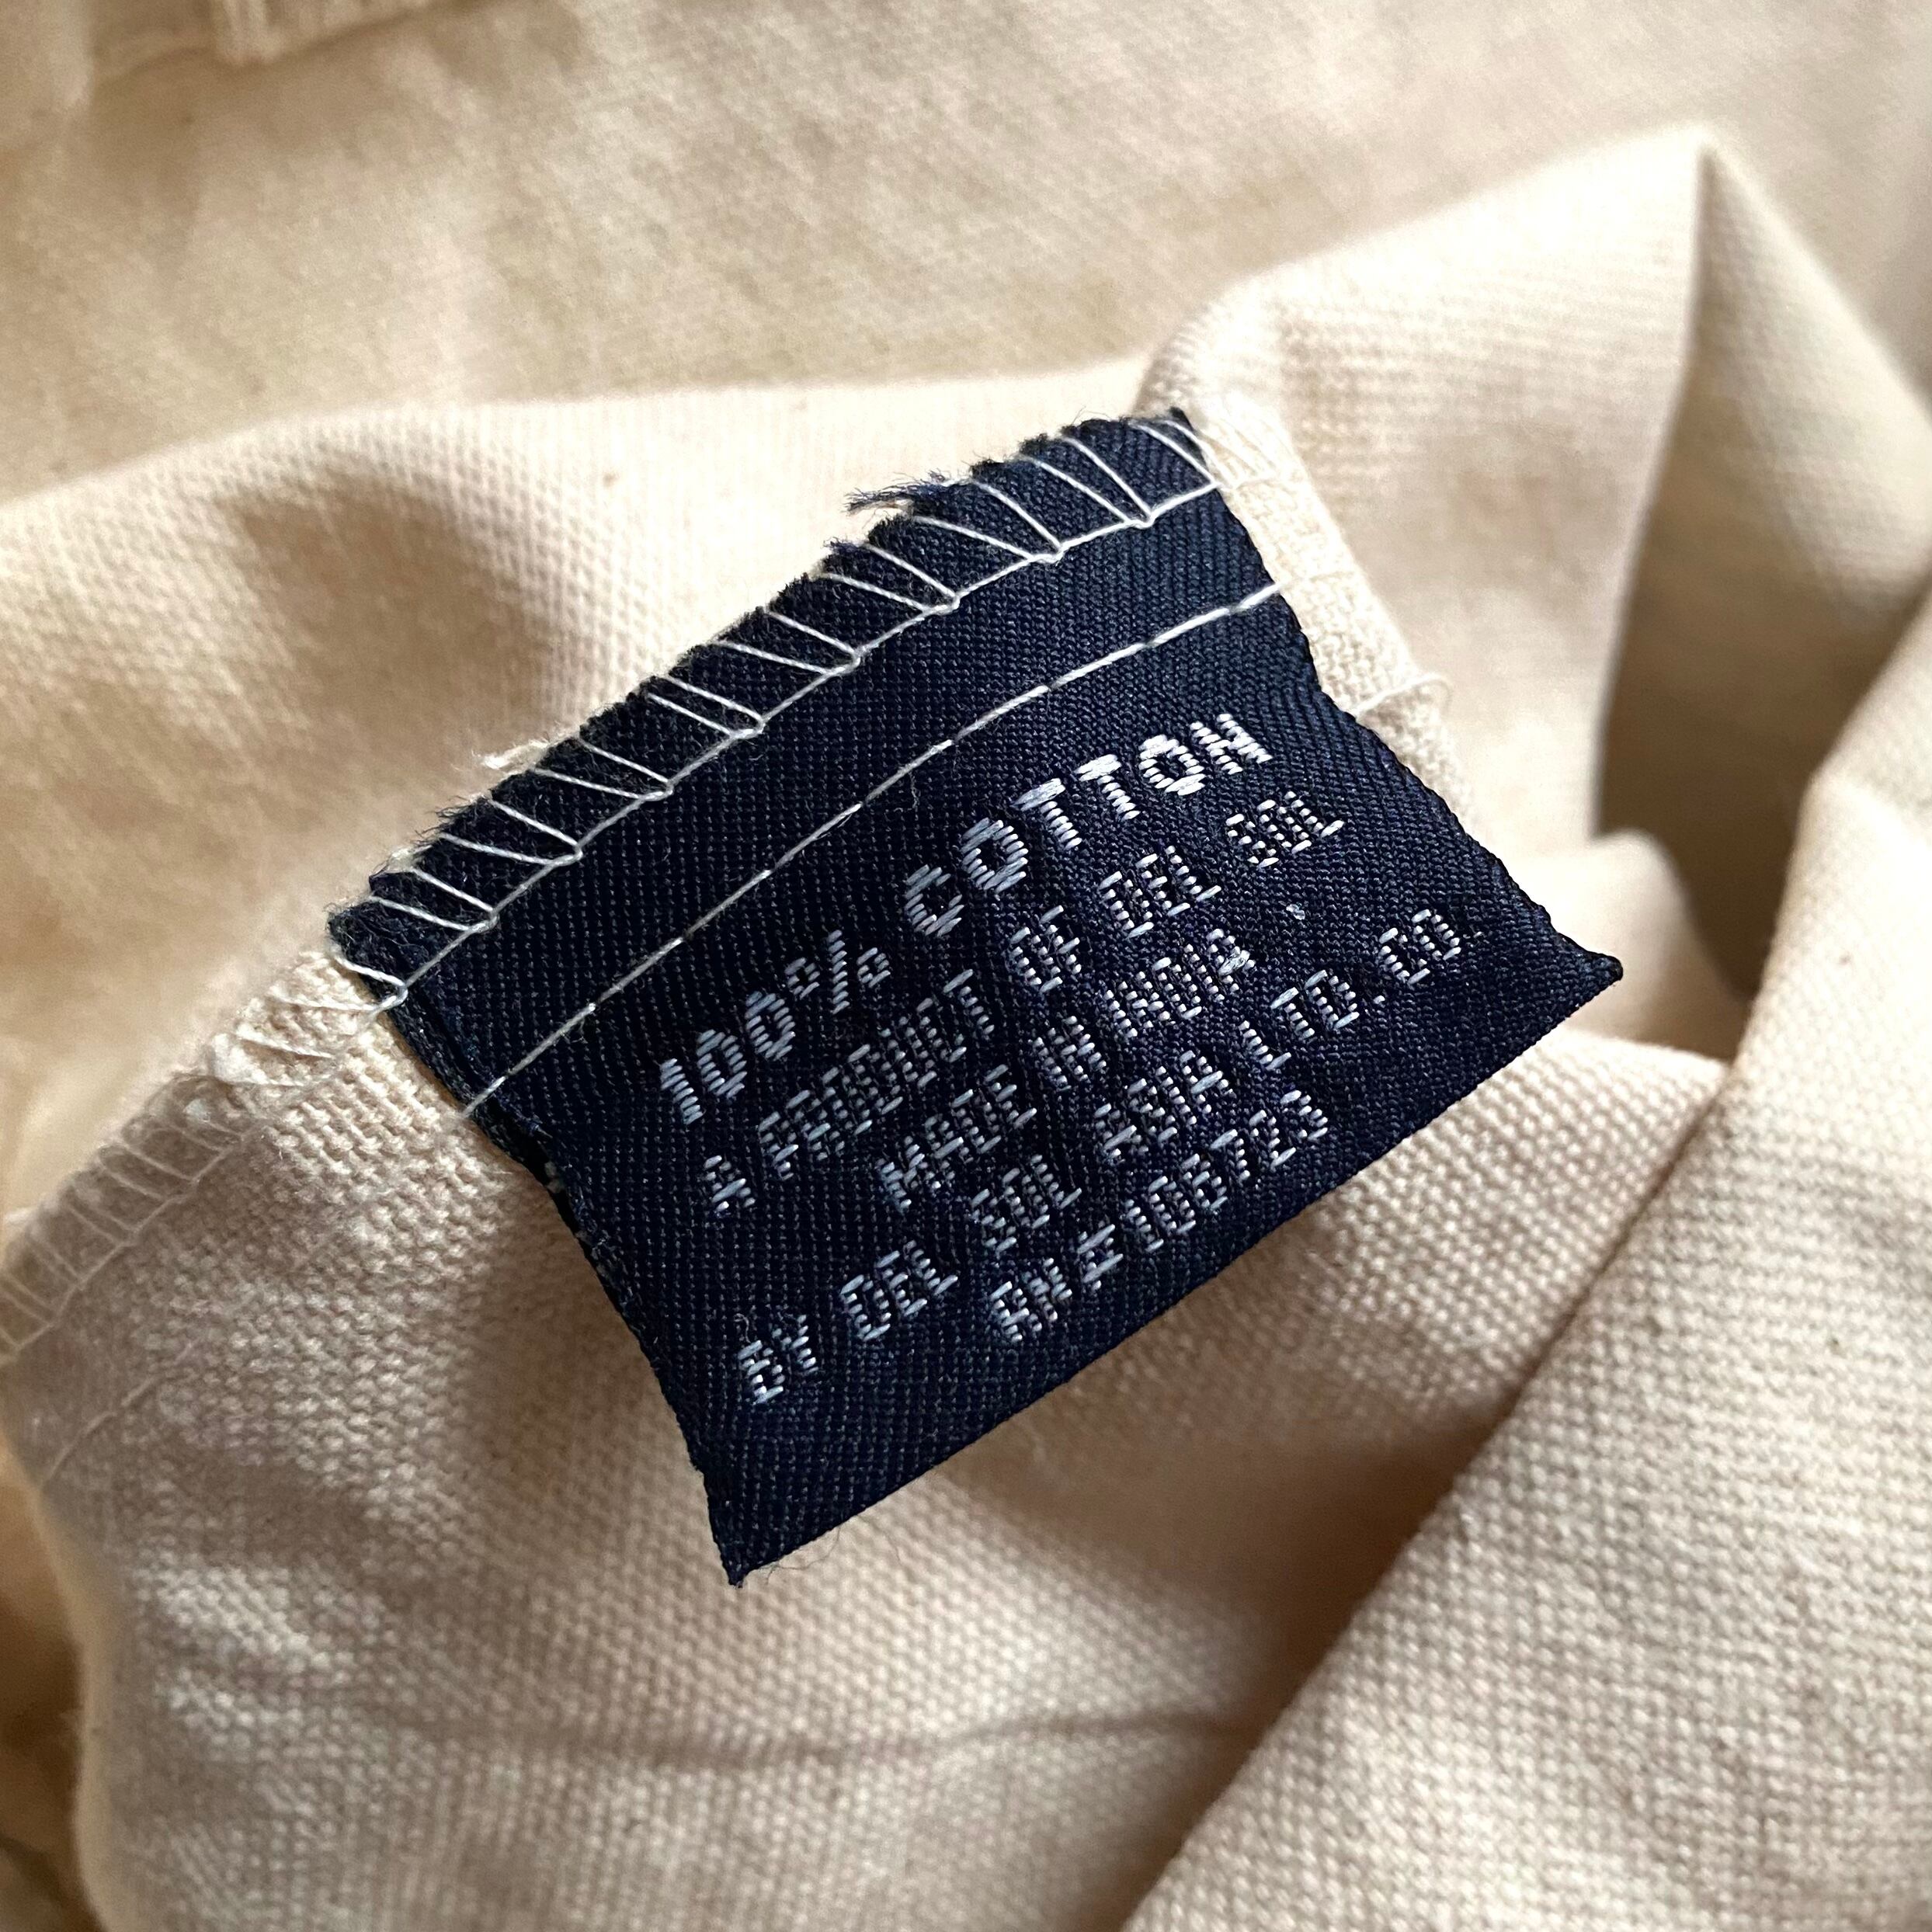 100% COTTON
A PRODUCT OF DEL SOL
MADE IN INDIA
BY DEL SOL ASIA LTD.CO.
RN#108723